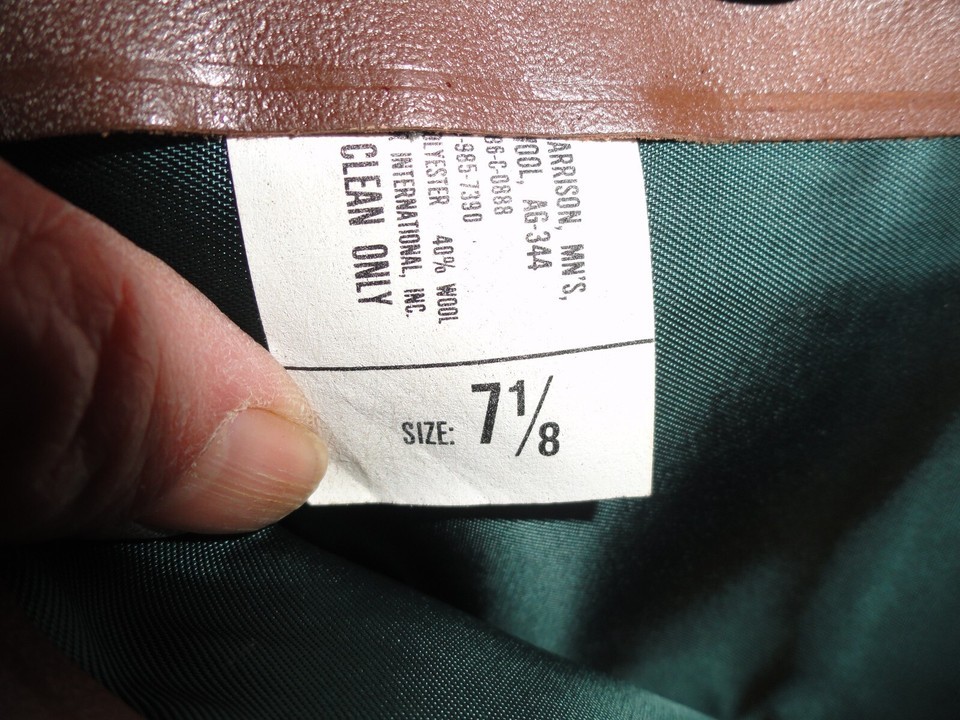 ARRISON, MN'S,
OOL, AG-344
86-C-0888
-985-7390
OLYESTER 40% WOOL
INTERNATIONAL, INC.
CLEAN ONLY
SIZE: 7 1/8